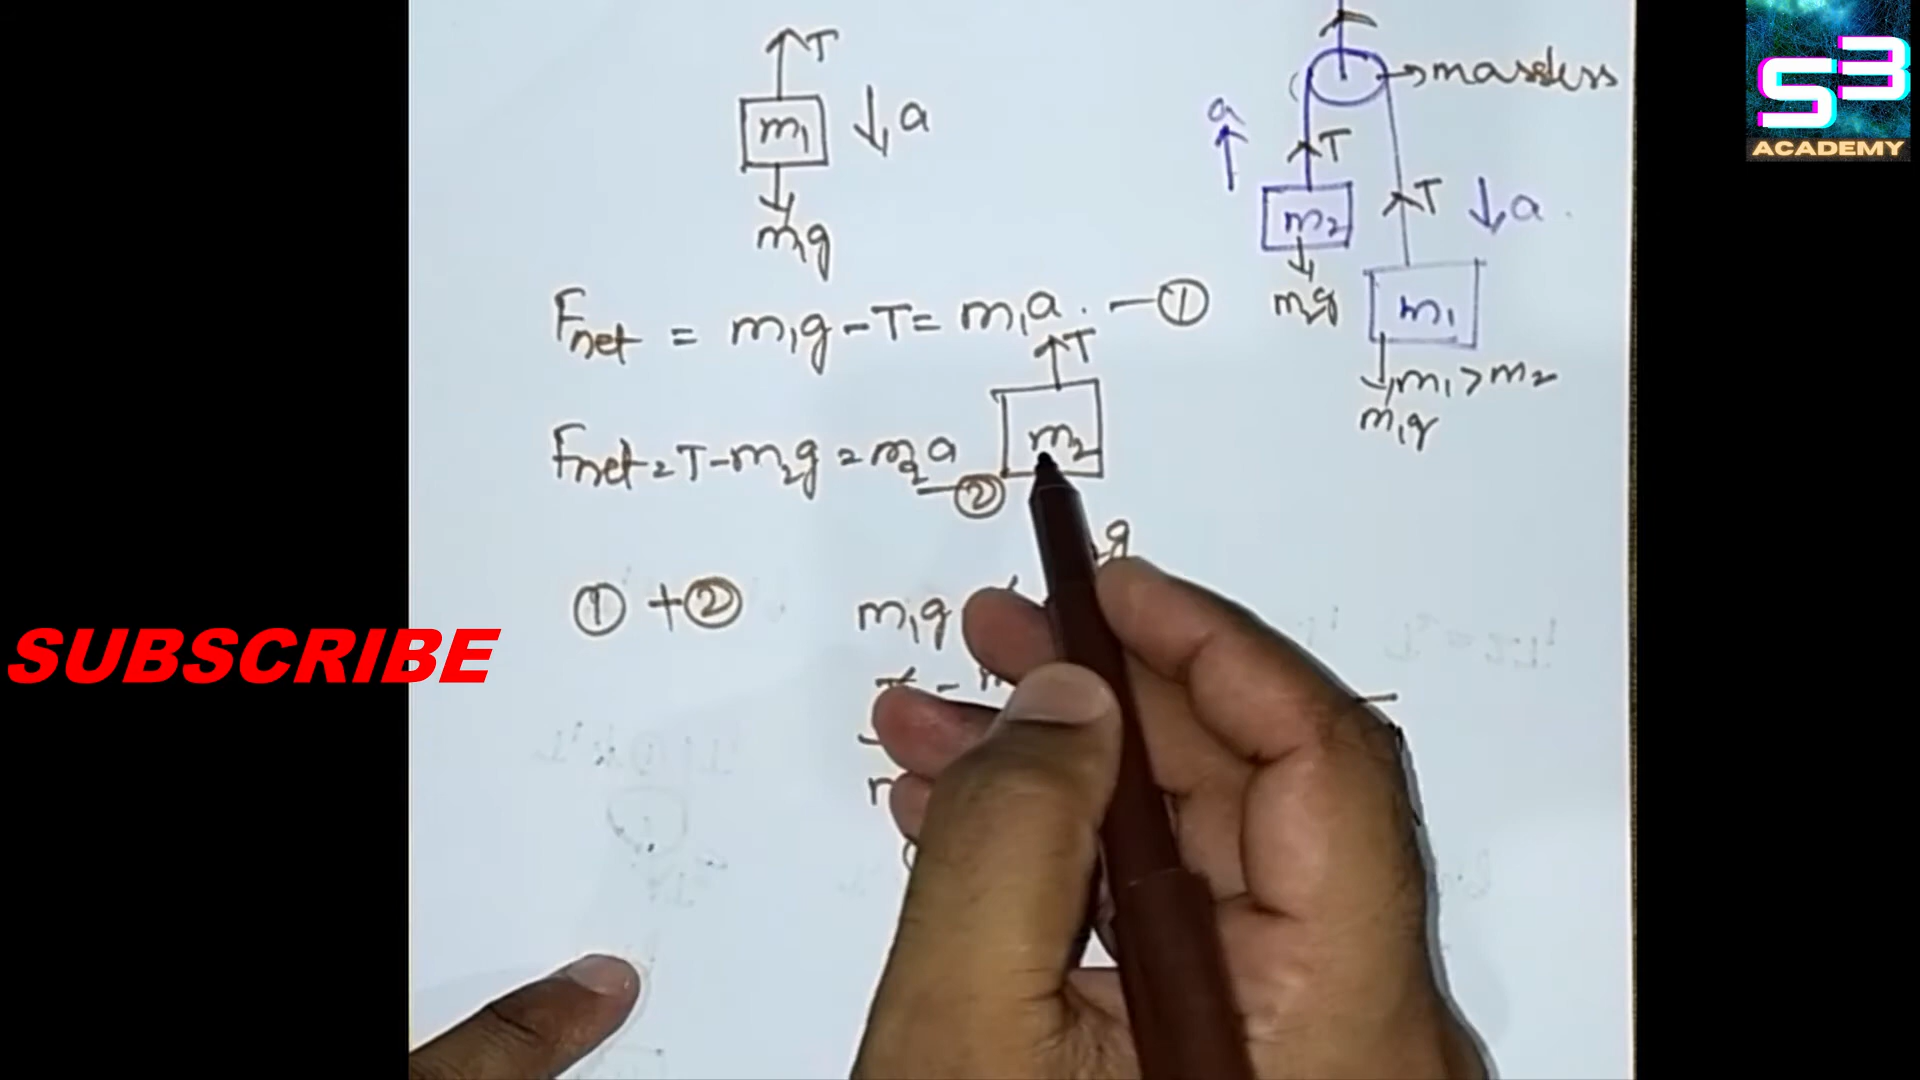 T
m₁
↓a
m₁g
massless
a
T
m₂
m₂g
T
↓a
m₁
m₁>m₂
m₁g
Fnet = m₁g-T= m₁a. -①
T
m₂
Fnet=T-m₂g=m₂a
-②
g
①+②
m₁g
S3
ACADEMY
SUBSCRIBE